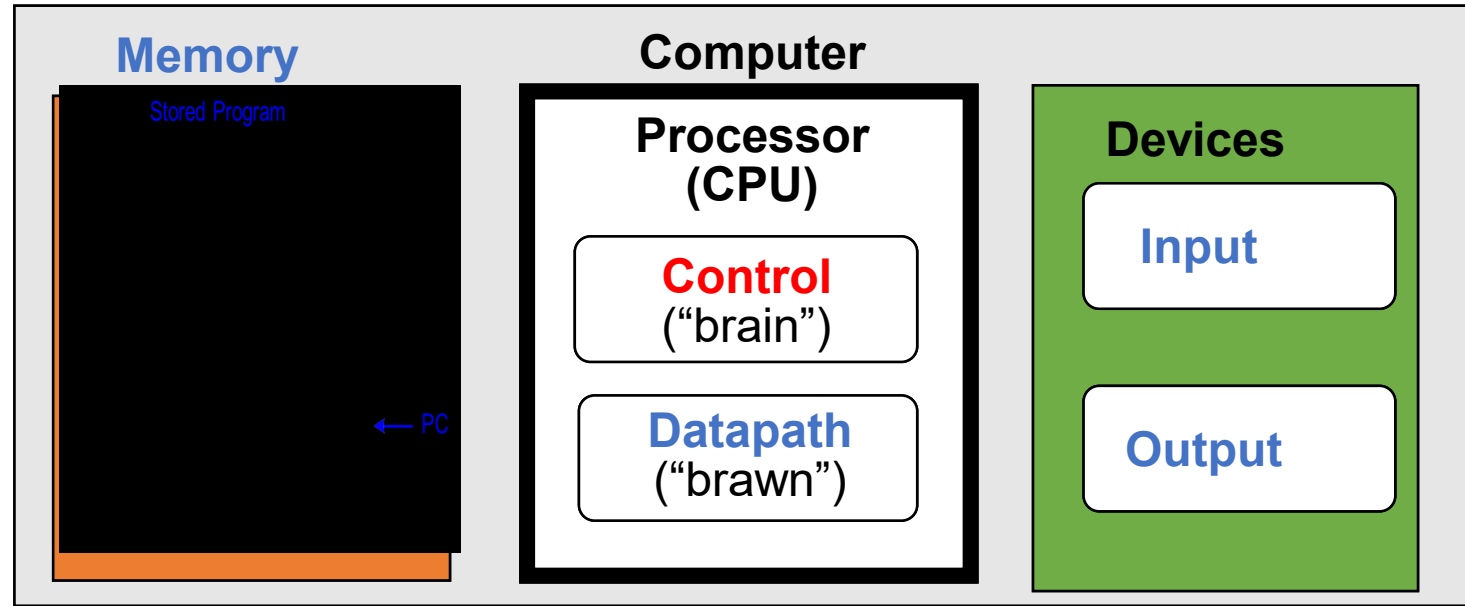 Memory
Stored Program
← PC
Computer
Processor
(CPU)
Control
(“brain”)
Datapath
(“brawn”)
Devices
Input
Output